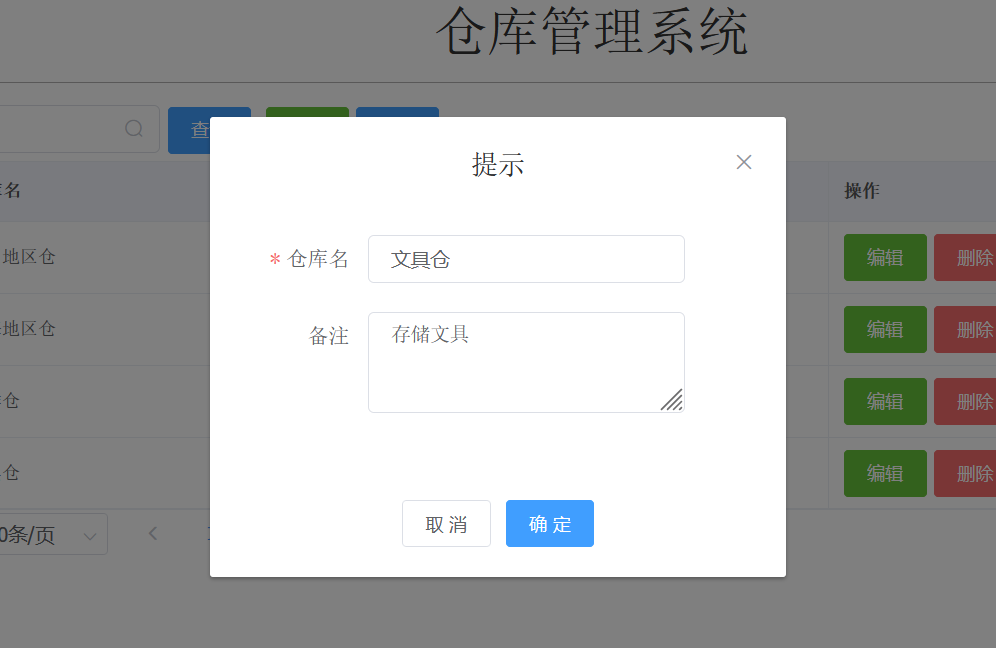 仓库管理系统
查
提示
名 操作
* 仓库名 文具仓
地区仓 编辑 删除
备注 存储文具
地区仓 编辑 删除
仓 编辑 删除
仓 编辑 删除
取消 确定
0条/页